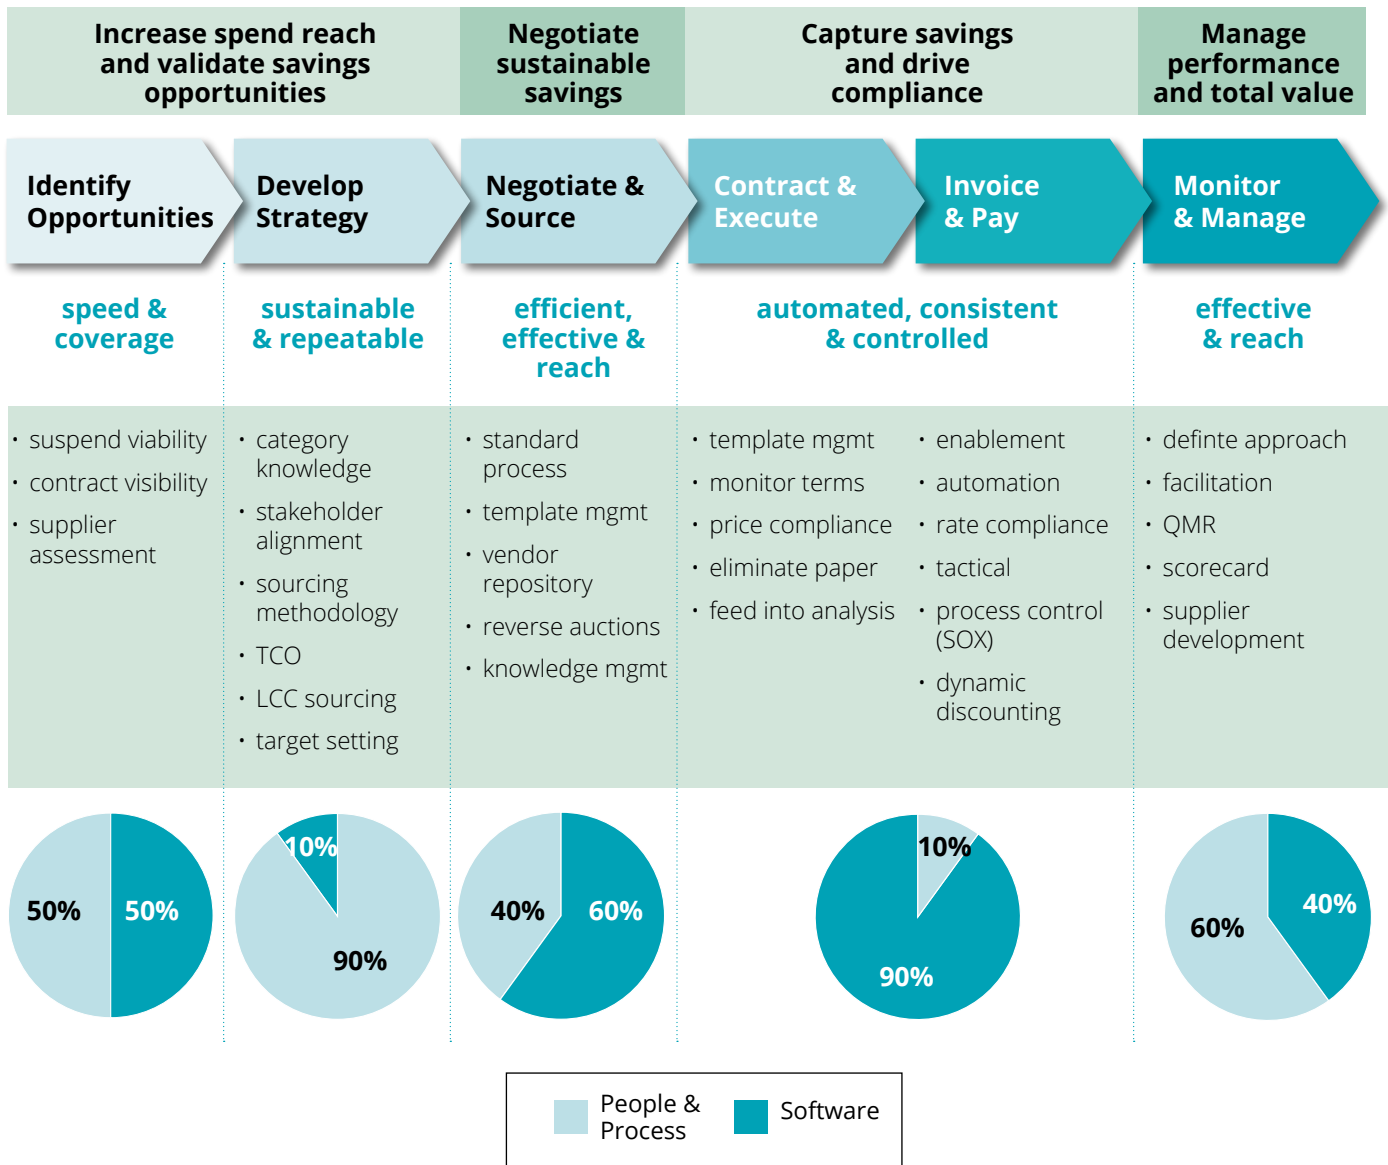 Increase spend reach
and validate savings
opportunities
Negotiate
sustainable
savings
Capture savings
and drive
compliance
Manage
performance
and total value
Identify
Opportunities
Develop
Strategy
Negotiate &
Source
Contract &
Execute
Invoice
& Pay
Monitor
& Manage
speed &
coverage
sustainable
& repeatable
efficient,
effective &
reach
automated, consistent
& controlled
effective
& reach
• suspend viability
• contract visibility
• supplier
assessment
• category
knowledge
• stakeholder
alignment
• sourcing
methodology
• TCO
• LCC sourcing
• target setting
• standard
process
• template mgmt
• vendor
repository
• reverse auctions
• knowledge mgmt
• template mgmt
• monitor terms
• price compliance
• eliminate paper
• feed into analysis
• enablement
• automation
• rate compliance
• tactical
• process control
(SOX)
• dynamic
discounting
• definte approach
• facilitation
• QMR
• scorecard
• supplier
development
50%
50%
10%
90%
40%
60%
10%
90%
60%
40%
People &
Process
Software